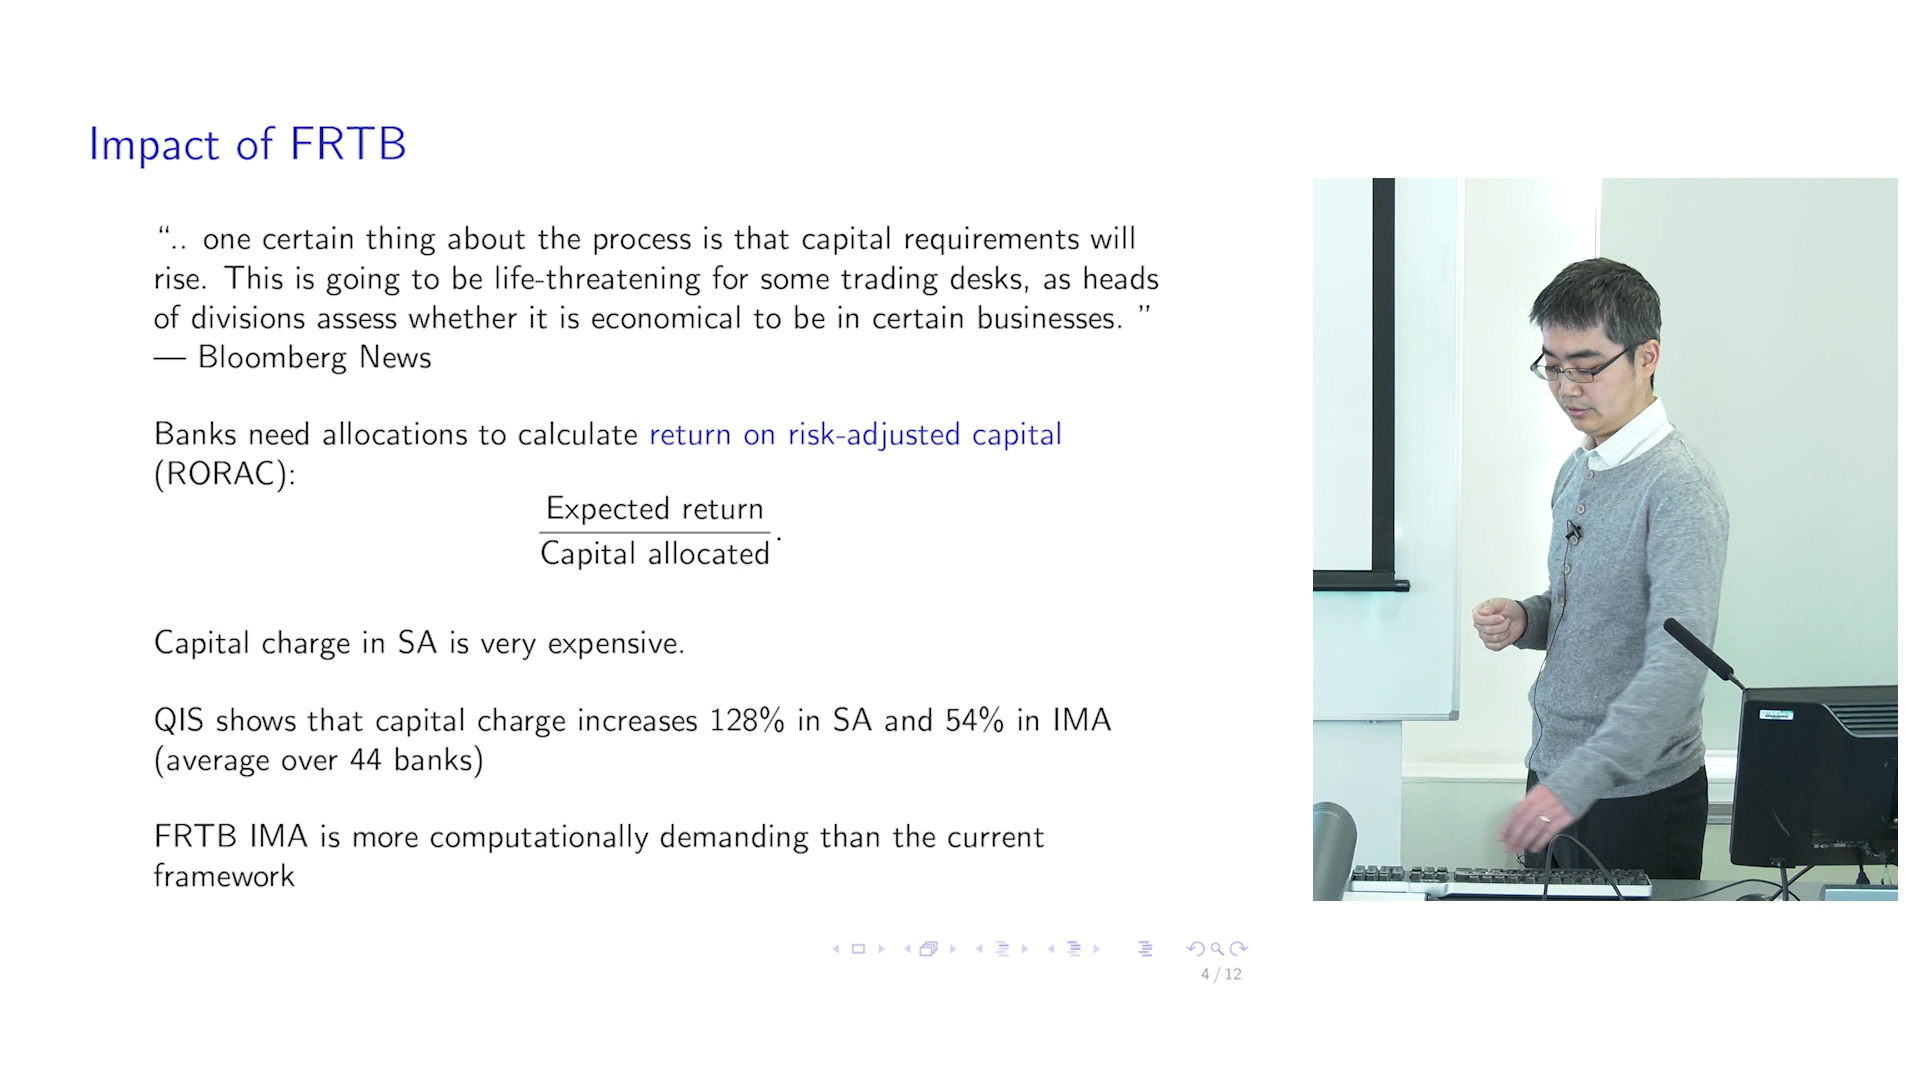 Impact of FRTB
“.. one certain thing about the process is that capital requirements will
rise. This is going to be life-threatening for some trading desks, as heads
of divisions assess whether it is economical to be in certain businesses. ”
— Bloomberg News
Banks need allocations to calculate return on risk-adjusted capital
(RORAC):
Expected return
Capital allocated.
Capital charge in SA is very expensive.
QIS shows that capital charge increases 128% in SA and 54% in IMA
(average over 44 banks)
FRTB IMA is more computationally demanding than the current
framework
4 / 12